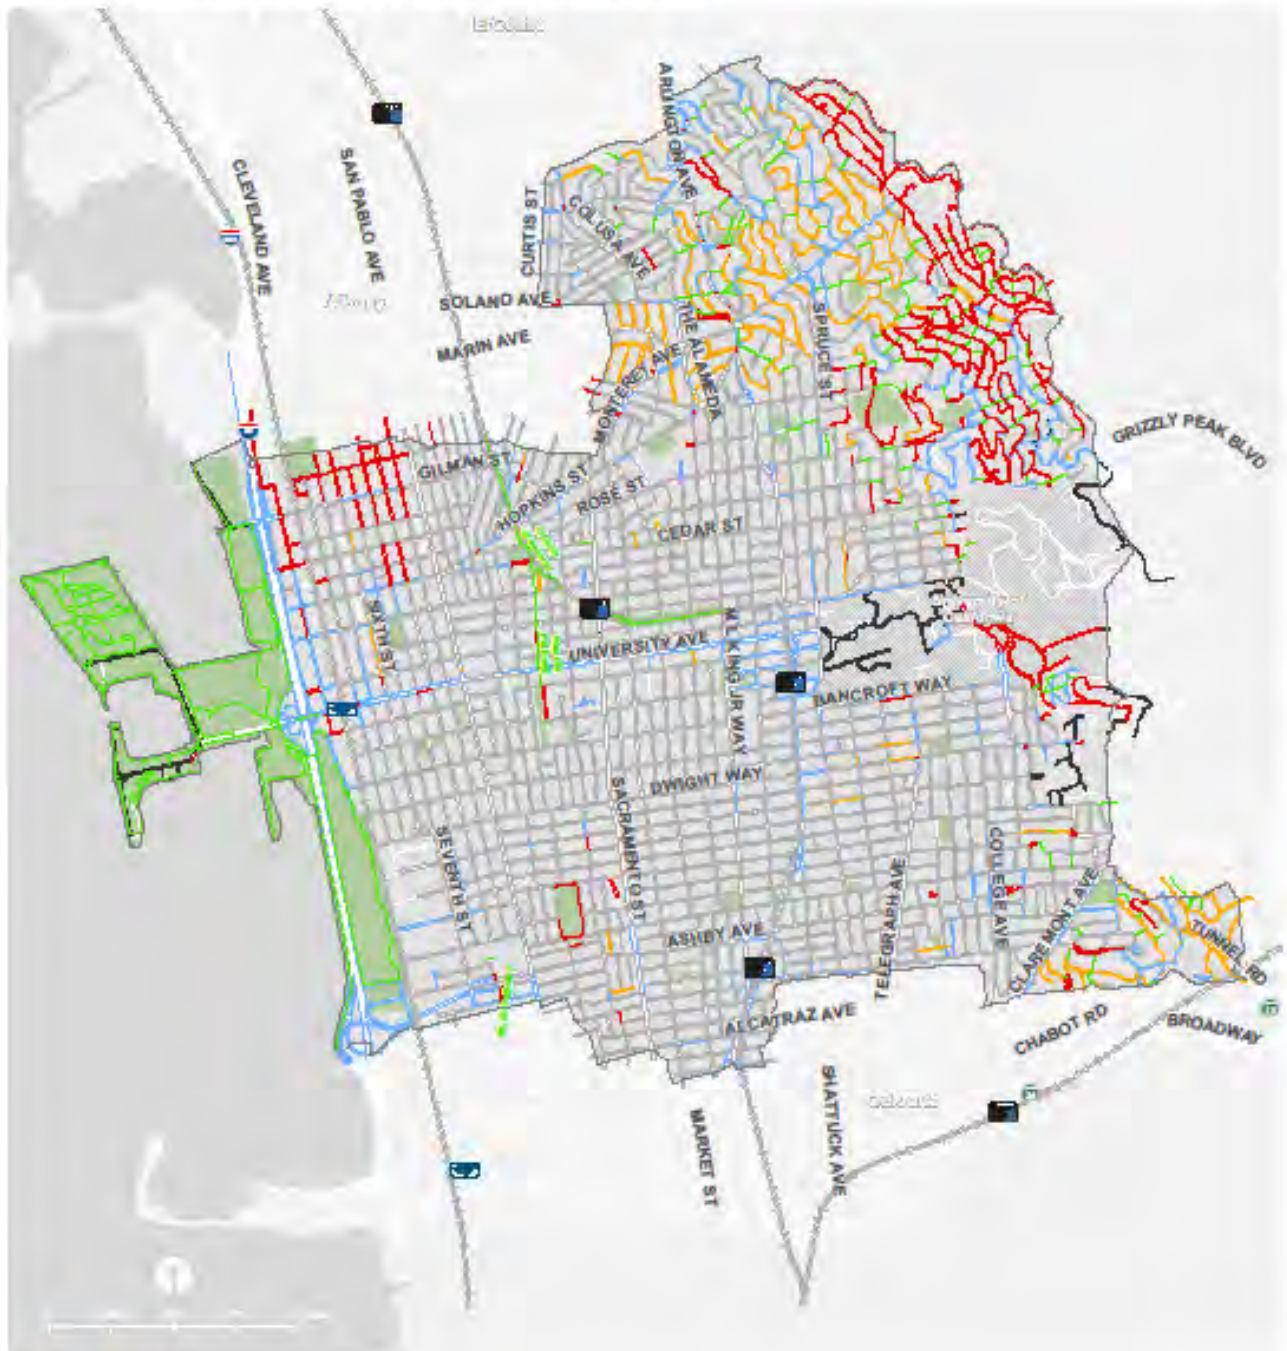 ARLINGTON AVE
SAN PABLO AVE
CLEVELAND AVE
CURTIS ST
COLUSA AVE
SOLANO AVE
MARIN AVE
THE ALAMEDA
SPRUCE ST
MONTEREY AVE
GRIZZLY PEAK BLVD
GILMAN ST
HOPKINS ST
ROSE ST
CEDAR ST
SIXTH ST
UNIVERSITY AVE
M L KING JR WAY
BANCROFT WAY
DWIGHT WAY
SACRAMENTO ST
SEVENTH ST
COLLEGE AVE
TELEGRAPH AVE
CLAREMONT AVE
ASHBY AVE
TUNNEL RD
ALCATRAZ AVE
CHABOT RD
BROADWAY
SHATTUCK AVE
MARKET ST